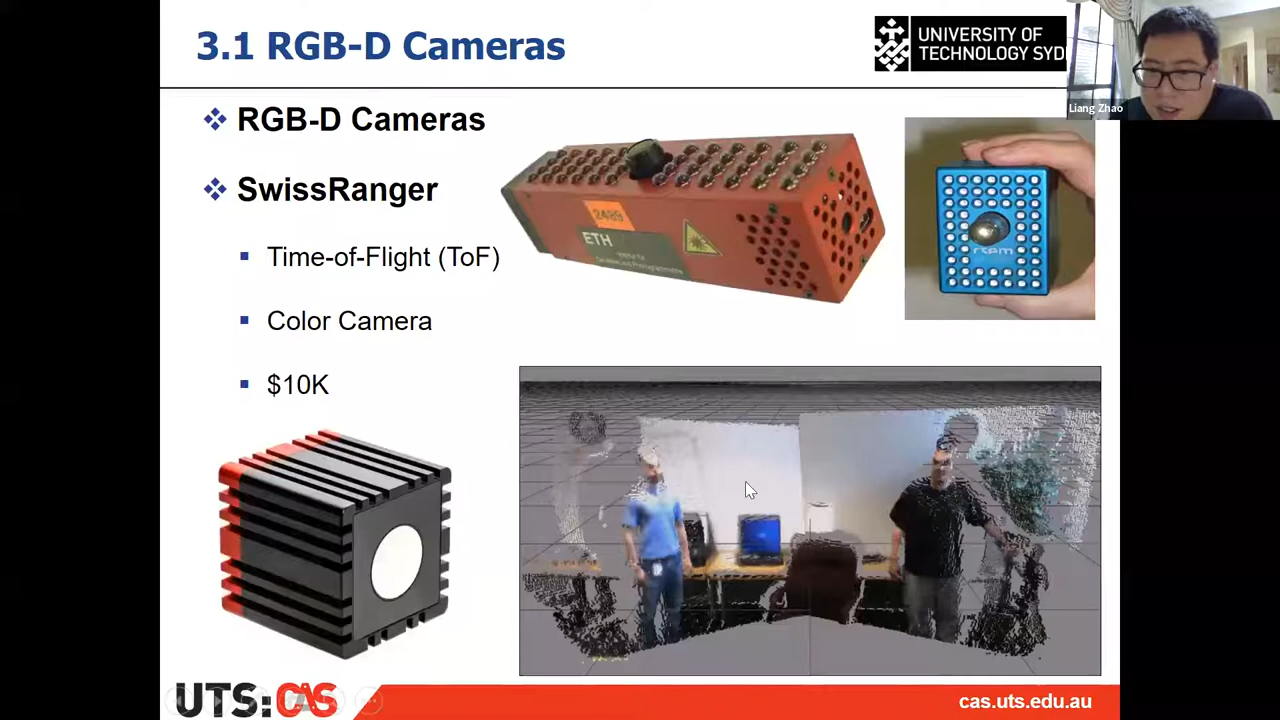 3.1 RGB-D Cameras
UNIVERSITY OF
TECHNOLOGY SYD
Liang Zhao
RGB-D Cameras
SwissRanger
Time-of-Flight (ToF)
Color Camera
$10K
2489
ETH
UTS:CAS
cas.uts.edu.au